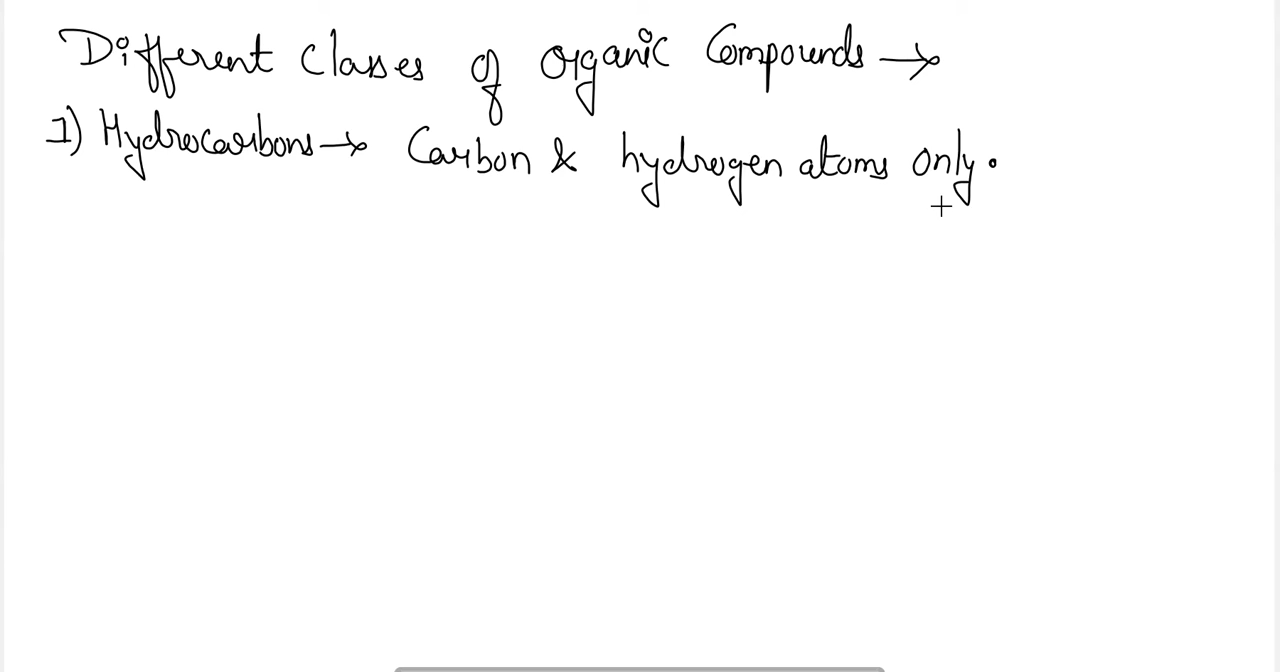 Different Classes of Organic Compounds →
1) Hydrocarbons → Carbon & hydrogen atoms only.